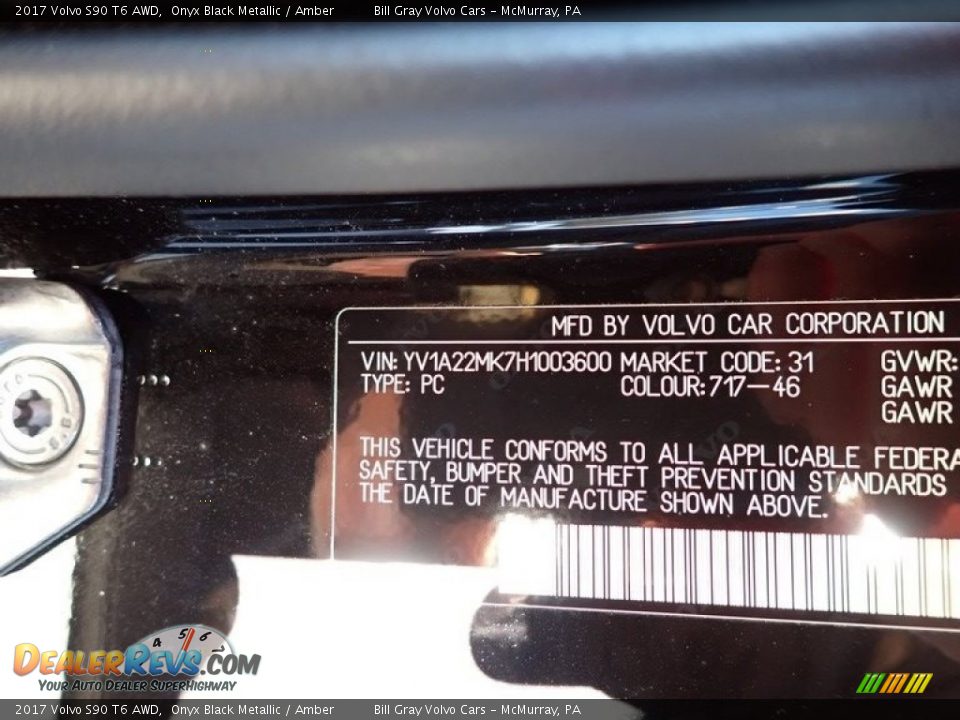 2017 Volvo S90 T6 AWD, Onyx Black Metallic / Amber Bill Gray Volvo Cars - McMurray, PA
MFD BY VOLVO CAR CORPORATION
VIN: YV1A22MK7H1003600 MARKET CODE: 31 GVWR:
TYPE: PC COLOUR: 717-46 GAWR
GAWR
THIS VEHICLE CONFORMS TO ALL APPLICABLE FEDERA
SAFETY, BUMPER AND THEFT PREVENTION STANDARDS
THE DATE OF MANUFACTURE SHOWN ABOVE.
4 5 6
DealerRevs.com
Your Auto Dealer SuperHighway
2017 Volvo S90 T6 AWD, Onyx Black Metallic / Amber Bill Gray Volvo Cars - McMurray, PA